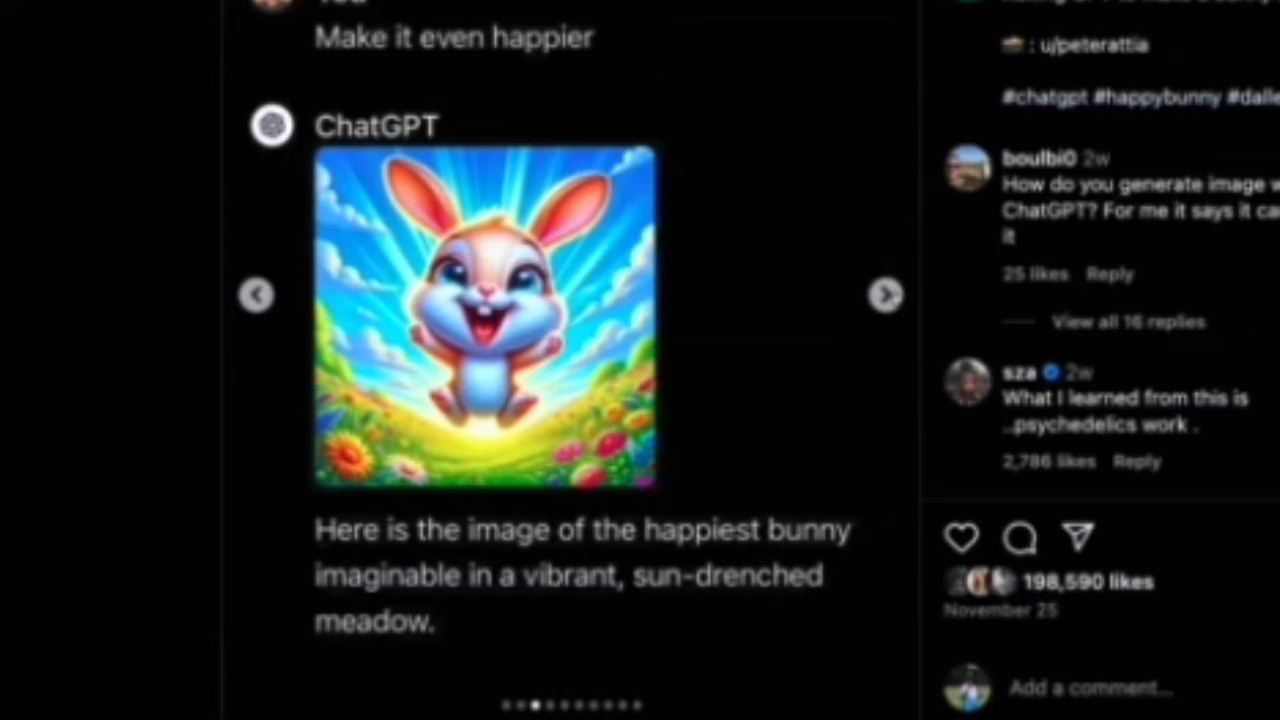 Make it even happier
ChatGPT
Here is the image of the happiest bunny
imaginable in a vibrant, sun-drenched
meadow.
: u/peterattia
#chatgpt #happybunny #dalle
boulbi0 2w
How do you generate image w
ChatGPT? For me it says it ca
it
25 likes Reply
View all 16 replies
sza 2w
What I learned from this is
..psychedelics work .
2,786 likes Reply
198,590 likes
November 25
Add a comment...